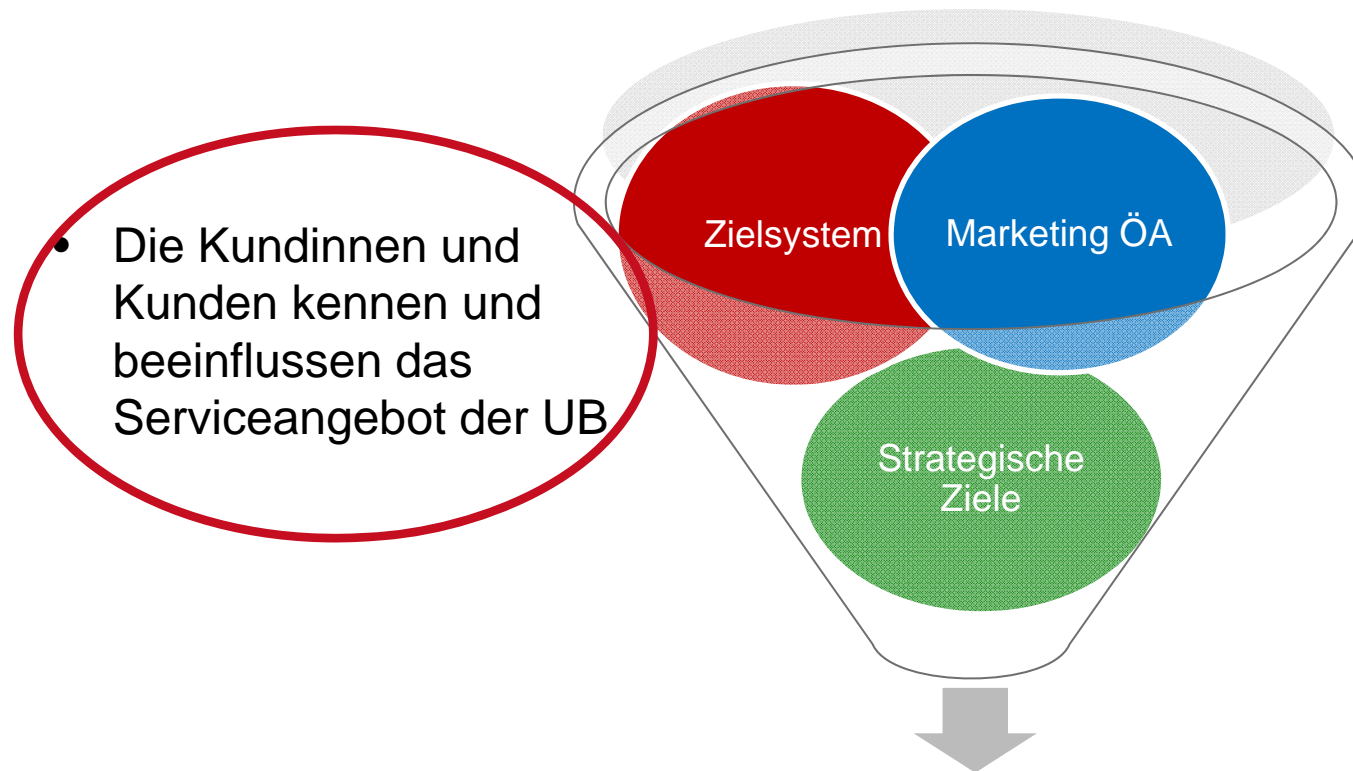 • Die Kundinnen und
Kunden kennen und
beeinflussen das
Serviceangebot der UB
Zielsystem
Marketing ÖA
Strategische
Ziele